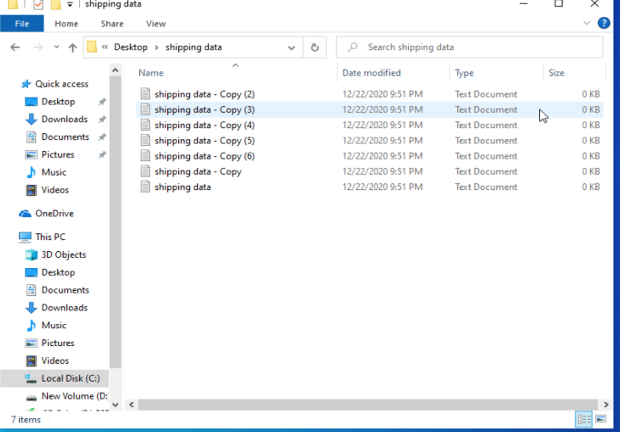 shipping data
File Home Share View
« Desktop › shipping data
Search shipping data
Name Date modified Type Size
shipping data - Copy (2) 12/22/2020 9:51 PM Text Document 0 KB
shipping data - Copy (3) 12/22/2020 9:51 PM Text Document 0 KB
shipping data - Copy (4) 12/22/2020 9:51 PM Text Document 0 KB
shipping data - Copy (5) 12/22/2020 9:51 PM Text Document 0 KB
shipping data - Copy (6) 12/22/2020 9:51 PM Text Document 0 KB
shipping data - Copy 12/22/2020 9:51 PM Text Document 0 KB
shipping data 12/22/2020 9:51 PM Text Document 0 KB
Quick access
Desktop
Downloads
Documents
Pictures
Music
Videos
OneDrive
This PC
3D Objects
Desktop
Documents
Downloads
Music
Pictures
Videos
Local Disk (C:)
New Volume (D:
7 items